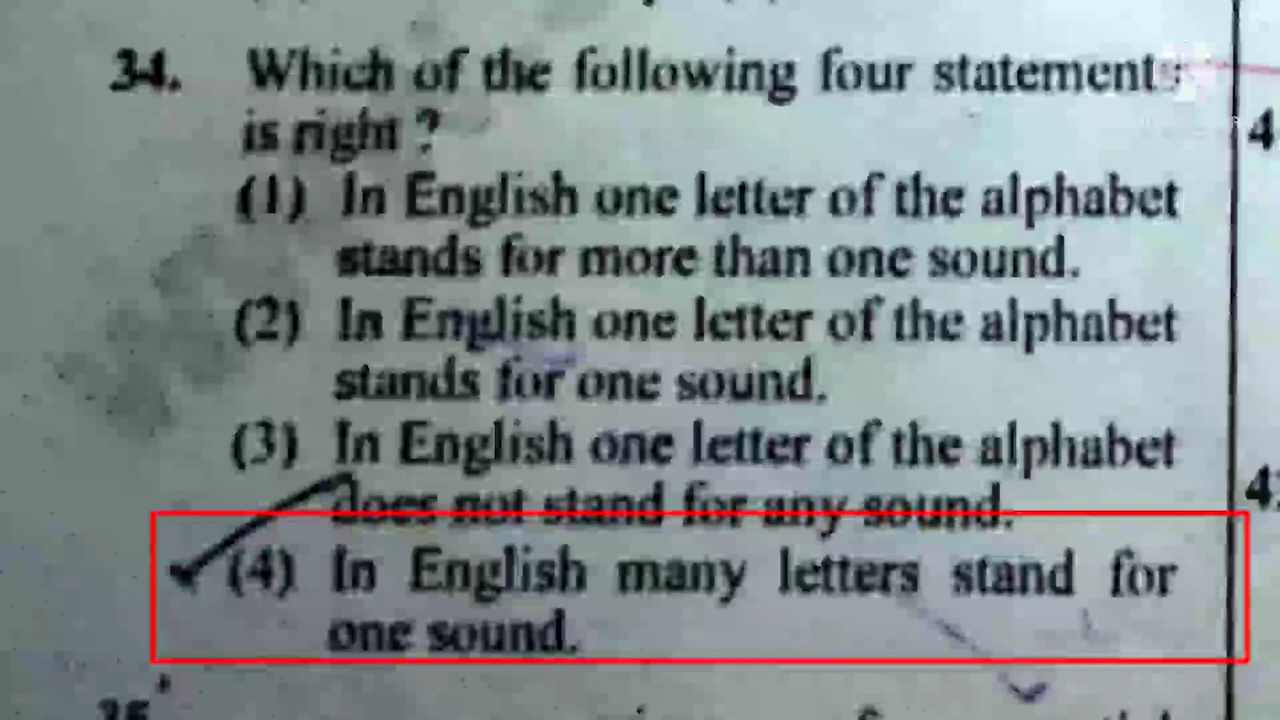 34. Which of the following four statements
is right ?
(1) In English one letter of the alphabet
stands for more than one sound.
(2) In English one letter of the alphabet
stands for one sound.
(3) In English one letter of the alphabet
does not stand for any sound.
(4) In English many letters stand for
one sound.
4
4